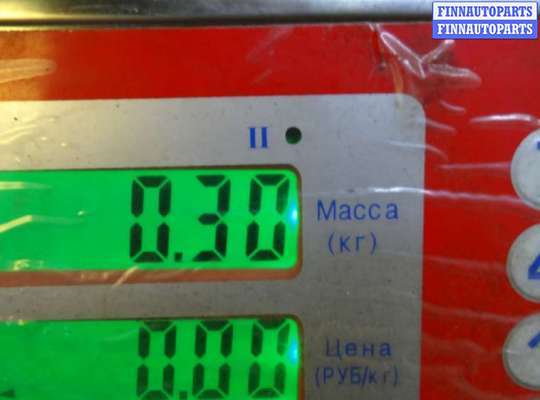 FINNAUTOPARTS
FINNAUTOPARTS
II
0.30
Масса
(кг)
0.00
Цена
(РУБ/кг)